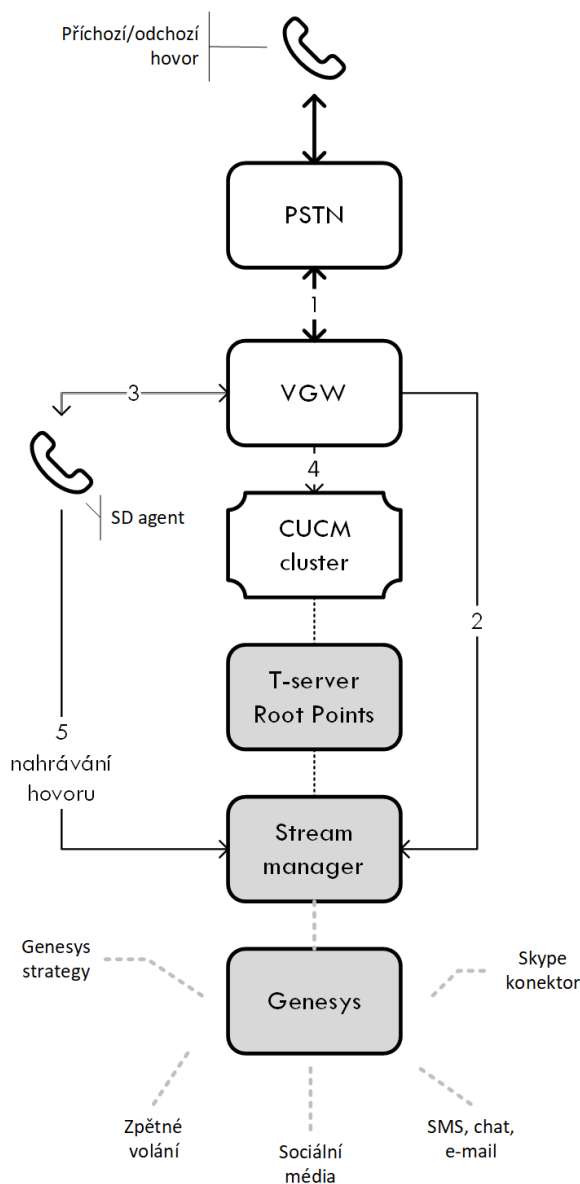 Příchozí/odchozí
hovor
PSTN
1
VGW
3
4
SD agent
CUCM
cluster
2
T-server
Root Points
5
nahrávání
hovoru
Stream
manager
Genesys
strategy
Skype
konektor
Genesys
Zpětné
volání
Sociální
média
SMS, chat,
e-mail